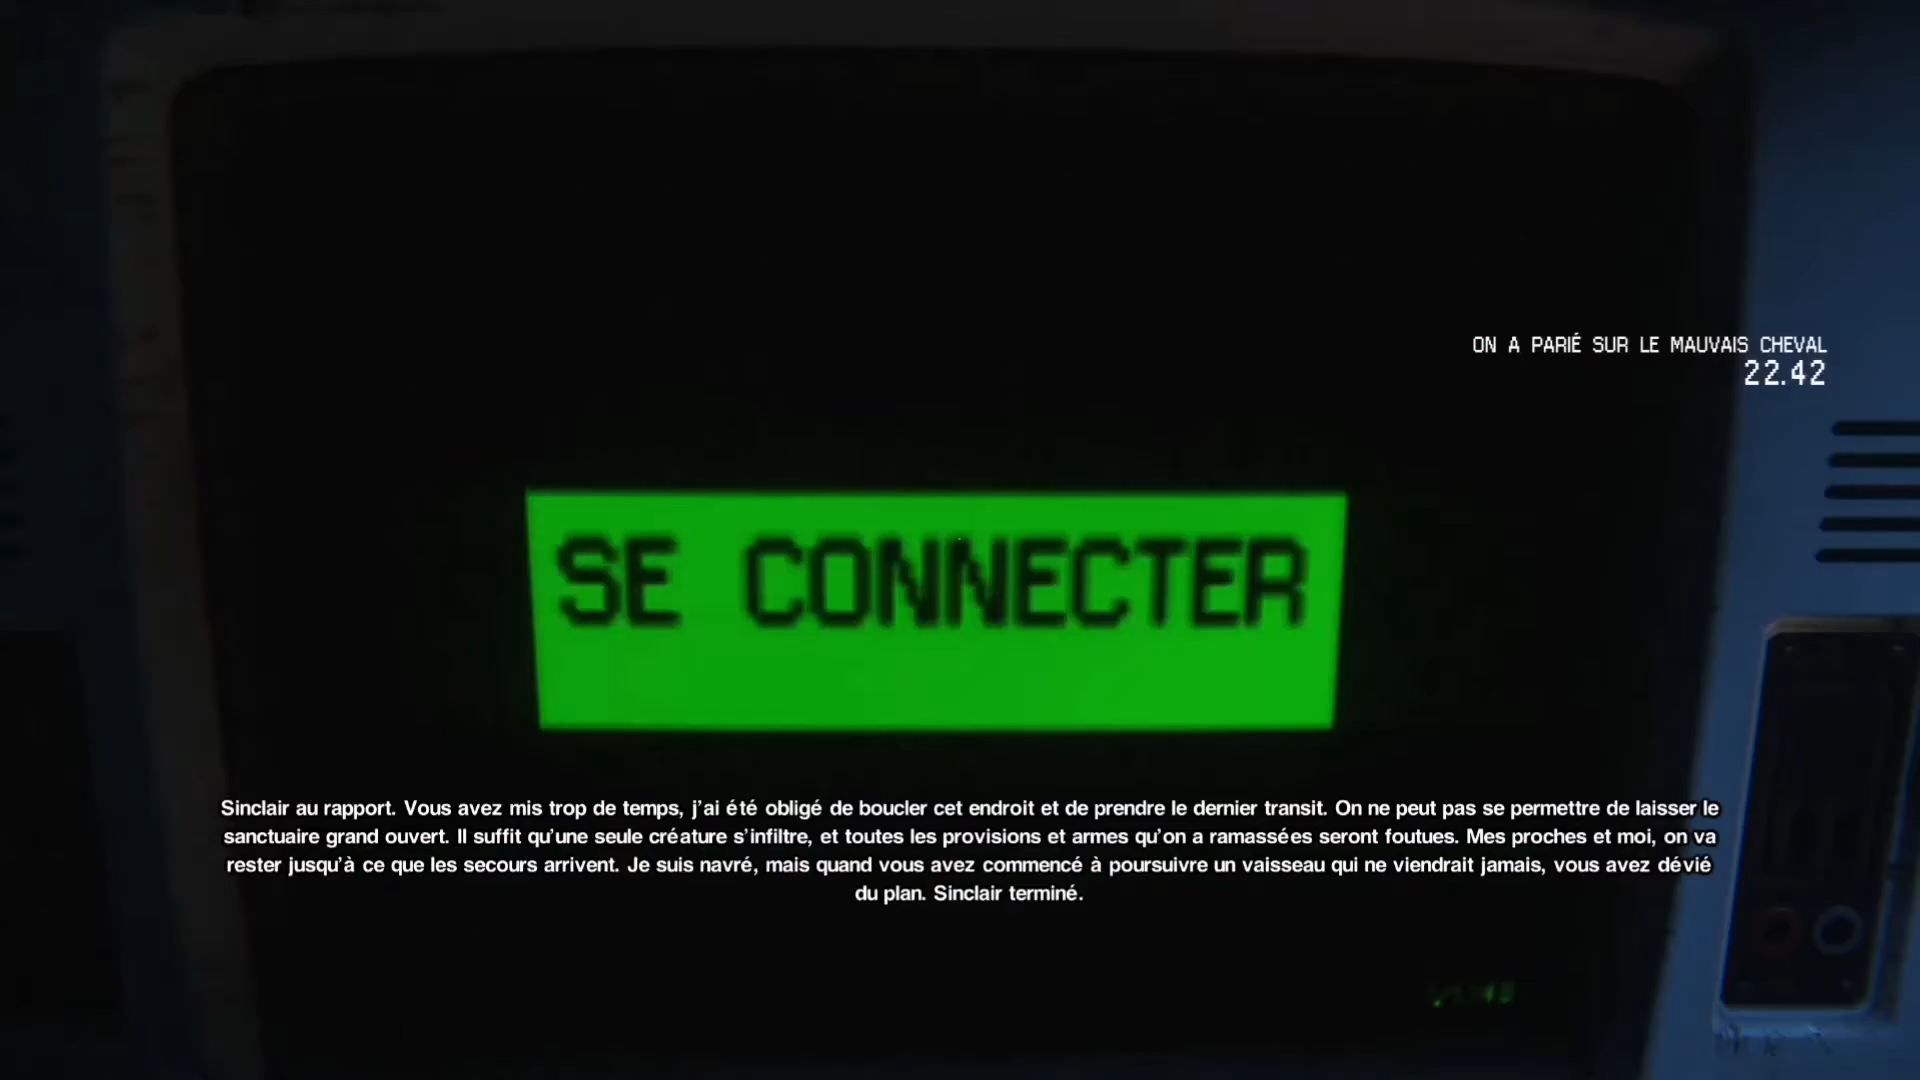 ON A PARIÉ SUR LE MAUVAIS CHEVAL
22.42
SE CONNECTER
Sinclair au rapport. Vous avez mis trop de temps, j'ai été obligé de boucler cet endroit et de prendre le dernier transit. On ne peut pas se permettre de laisser le
sanctuaire grand ouvert. Il suffit qu'une seule créature s'infiltre, et toutes les provisions et armes qu'on a ramassées seront foutues. Mes proches et moi, on va
rester jusqu'à ce que les secours arrivent. Je suis navré, mais quand vous avez commencé à poursuivre un vaisseau qui ne viendrait jamais, vous avez dévié
du plan. Sinclair terminé.